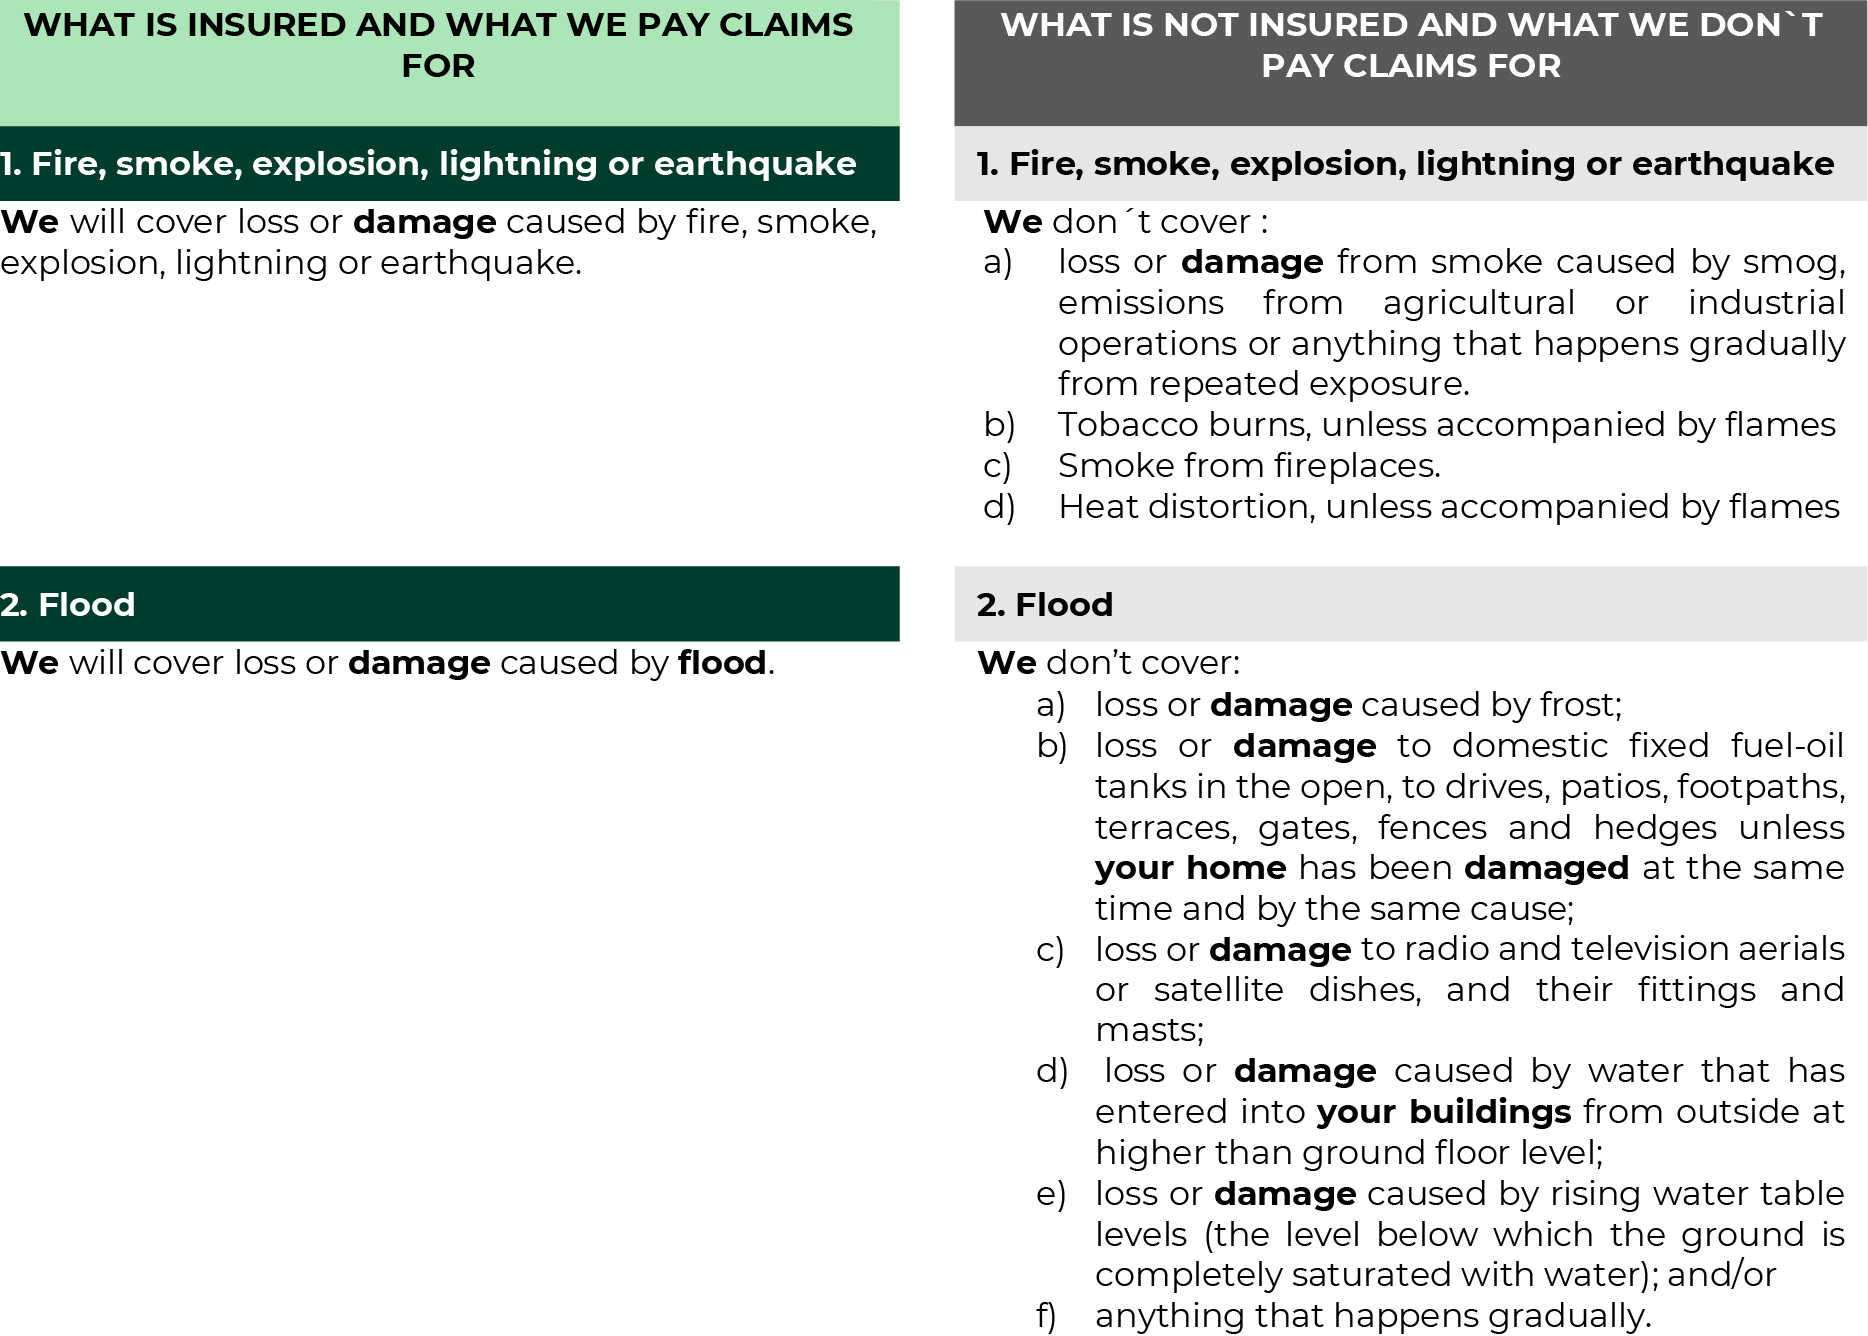 WHAT IS INSURED AND WHAT WE PAY CLAIMS
FOR
1. Fire, smoke, explosion, lightning or earthquake
We will cover loss or damage caused by fire, smoke,
explosion, lightning or earthquake.
2. Flood
We will cover loss or damage caused by flood.
WHAT IS NOT INSURED AND WHAT WE DON`T
PAY CLAIMS FOR
1. Fire, smoke, explosion, lightning or earthquake
We don´t cover :
a) loss or damage from smoke caused by smog,
emissions from agricultural or industrial
operations or anything that happens gradually
from repeated exposure.
b) Tobacco burns, unless accompanied by flames
c) Smoke from fireplaces.
d) Heat distortion, unless accompanied by flames
2. Flood
We don’t cover:
a) loss or damage caused by frost;
b) loss or damage to domestic fixed fuel-oil
tanks in the open, to drives, patios, footpaths,
terraces, gates, fences and hedges unless
your home has been damaged at the same
time and by the same cause;
c) loss or damage to radio and television aerials
or satellite dishes, and their fittings and
masts;
d) loss or damage caused by water that has
entered into your buildings from outside at
higher than ground floor level;
e) loss or damage caused by rising water table
levels (the level below which the ground is
completely saturated with water); and/or
f) anything that happens gradually.